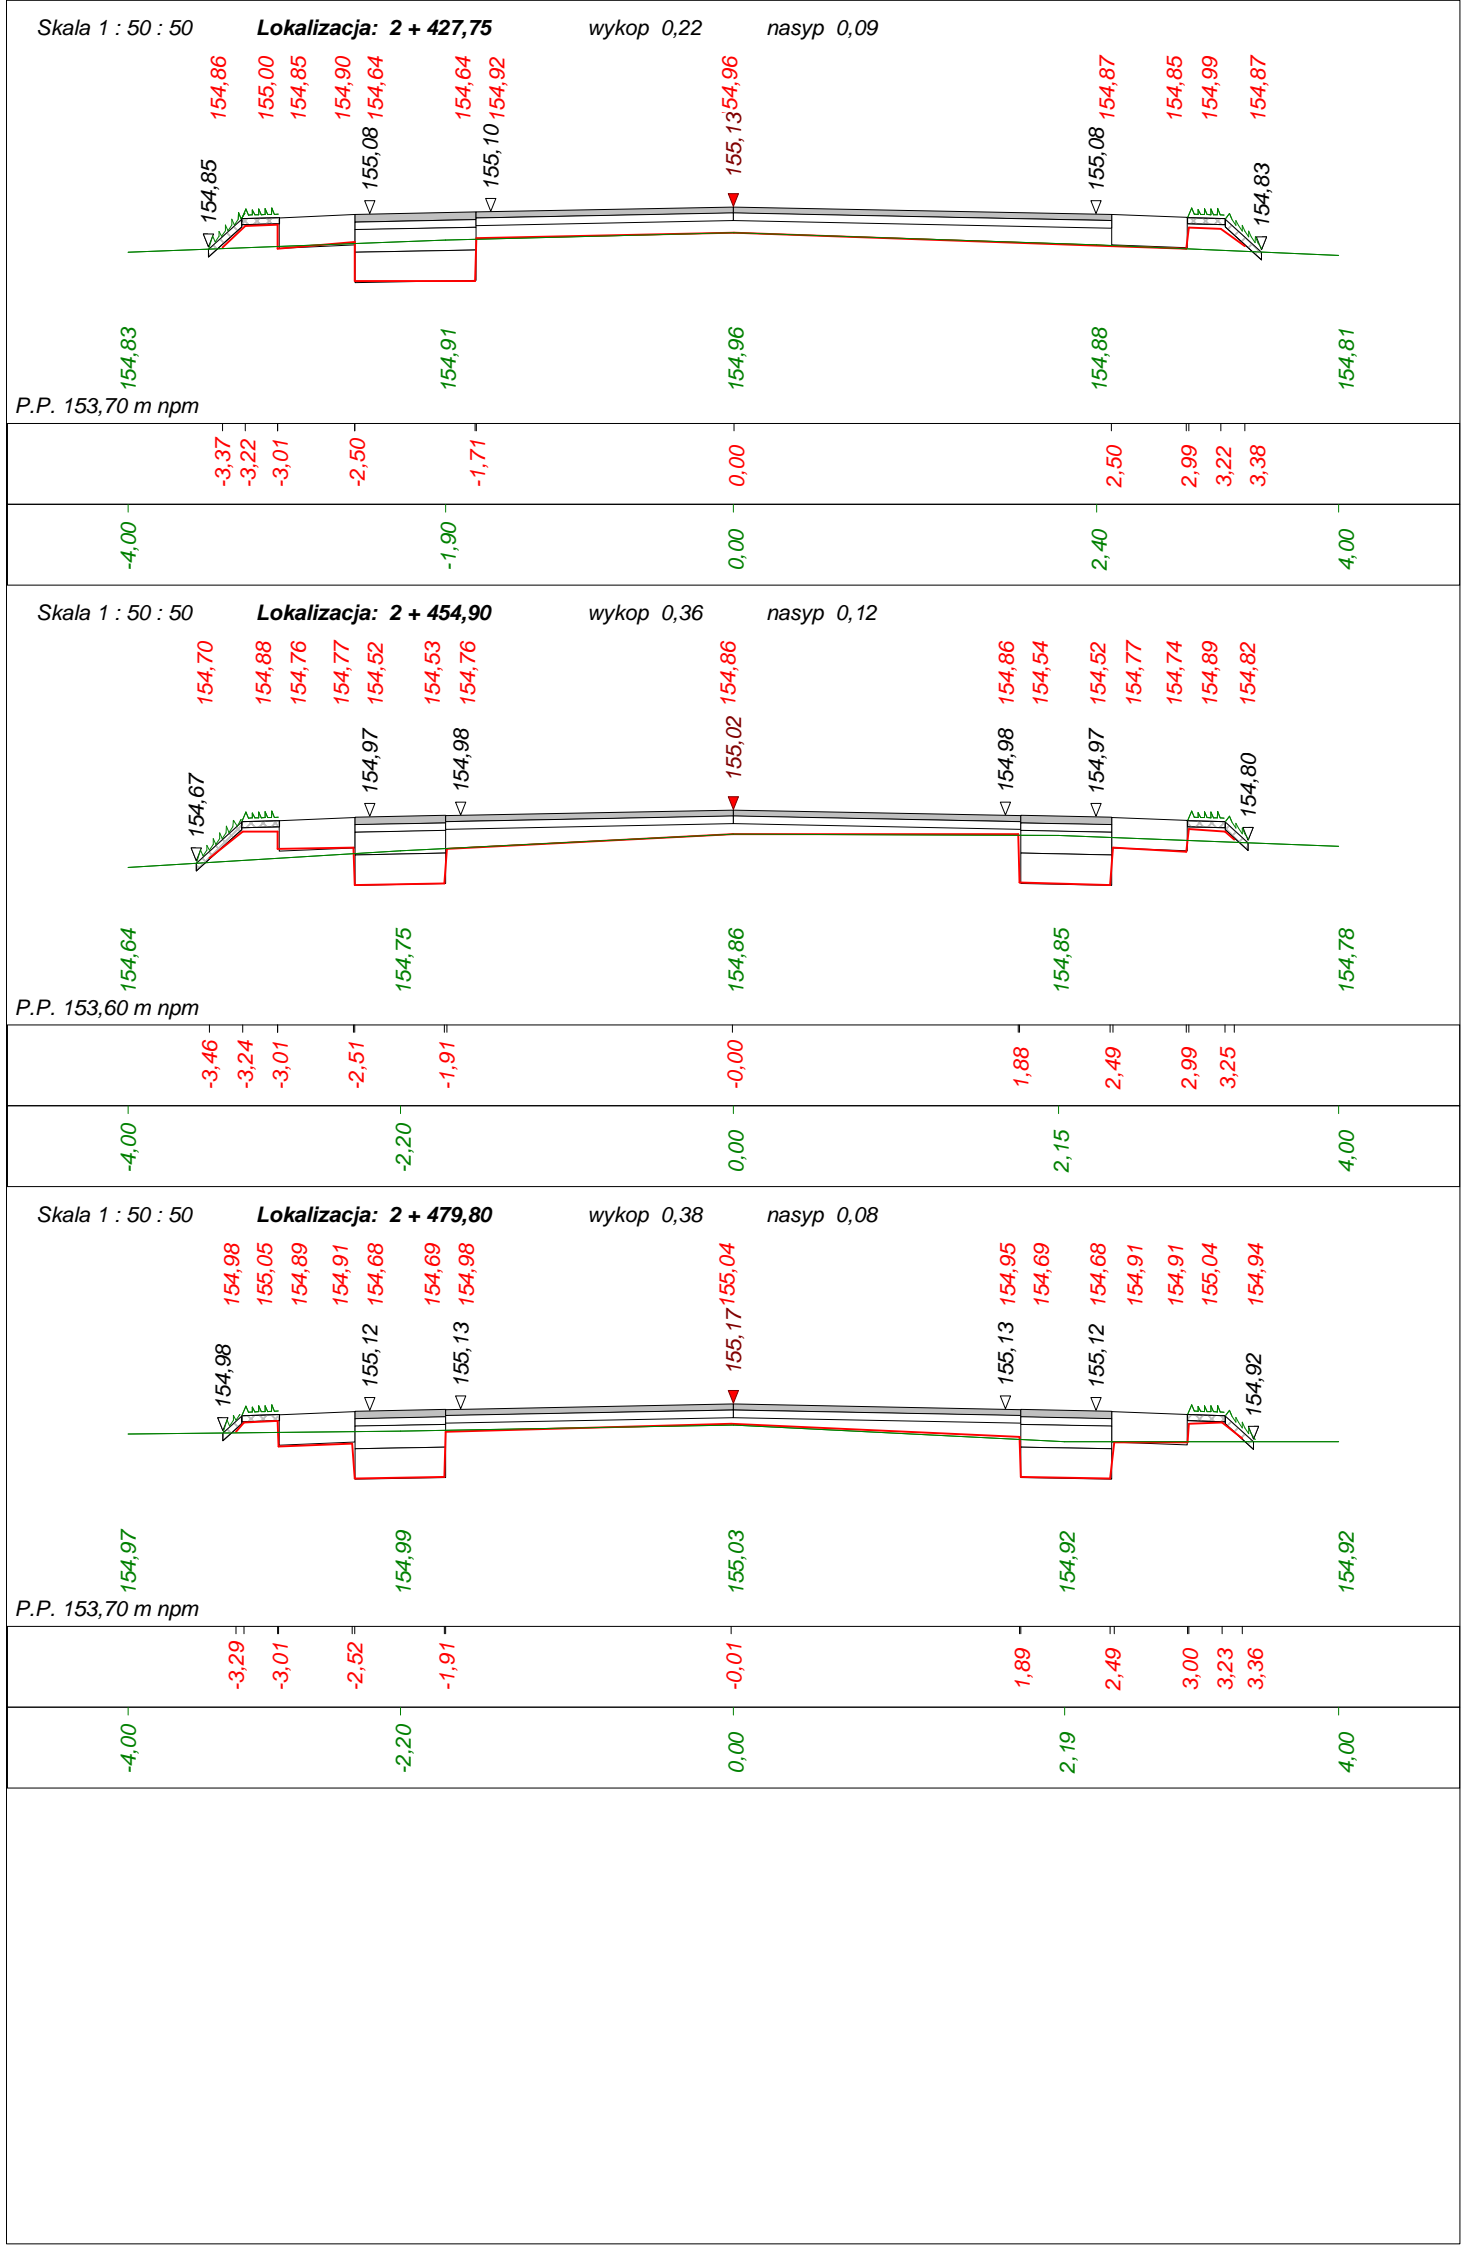 Skala 1 : 50 : 50 Lokalizacja: 2 + 427,75 wykop 0,22 nasyp 0,09
154,86 155,00 154,85 154,90 154,64 154,64 154,92 154,96 154,87 154,85 154,99 154,87
154,85 155,08 155,10 155,13 155,08 154,83
154,83 154,91 154,96 154,88 154,81
P.P. 153,70 m npm
-3,37 -3,22 -3,01 -2,50 -1,71 0,00 2,50 2,99 3,22 3,38
-4,00 -1,90 0,00 2,40 4,00
Skala 1 : 50 : 50 Lokalizacja: 2 + 454,90 wykop 0,36 nasyp 0,12
154,70 154,88 154,76 154,77 154,52 154,53 154,76 154,86 154,86 154,54 154,52 154,77 154,74 154,89 154,82
154,67 154,97 154,98 155,02 154,98 154,97 154,80
154,64 154,75 154,86 154,85 154,78
P.P. 153,60 m npm
-3,46 -3,24 -3,01 -2,51 -1,91 -0,00 1,88 2,49 2,99 3,25
-4,00 -2,20 0,00 2,15 4,00
Skala 1 : 50 : 50 Lokalizacja: 2 + 479,80 wykop 0,38 nasyp 0,08
154,98 155,05 154,89 154,91 154,68 154,69 154,98 155,04 154,95 154,69 154,68 154,91 154,91 155,04 154,94
154,98 155,12 155,13 155,17 155,13 155,12 154,92
154,97 154,99 155,03 154,92 154,92
P.P. 153,70 m npm
-3,29 -3,01 -2,52 -1,91 -0,01 1,89 2,49 3,00 3,23 3,36
-4,00 -2,20 0,00 2,19 4,00